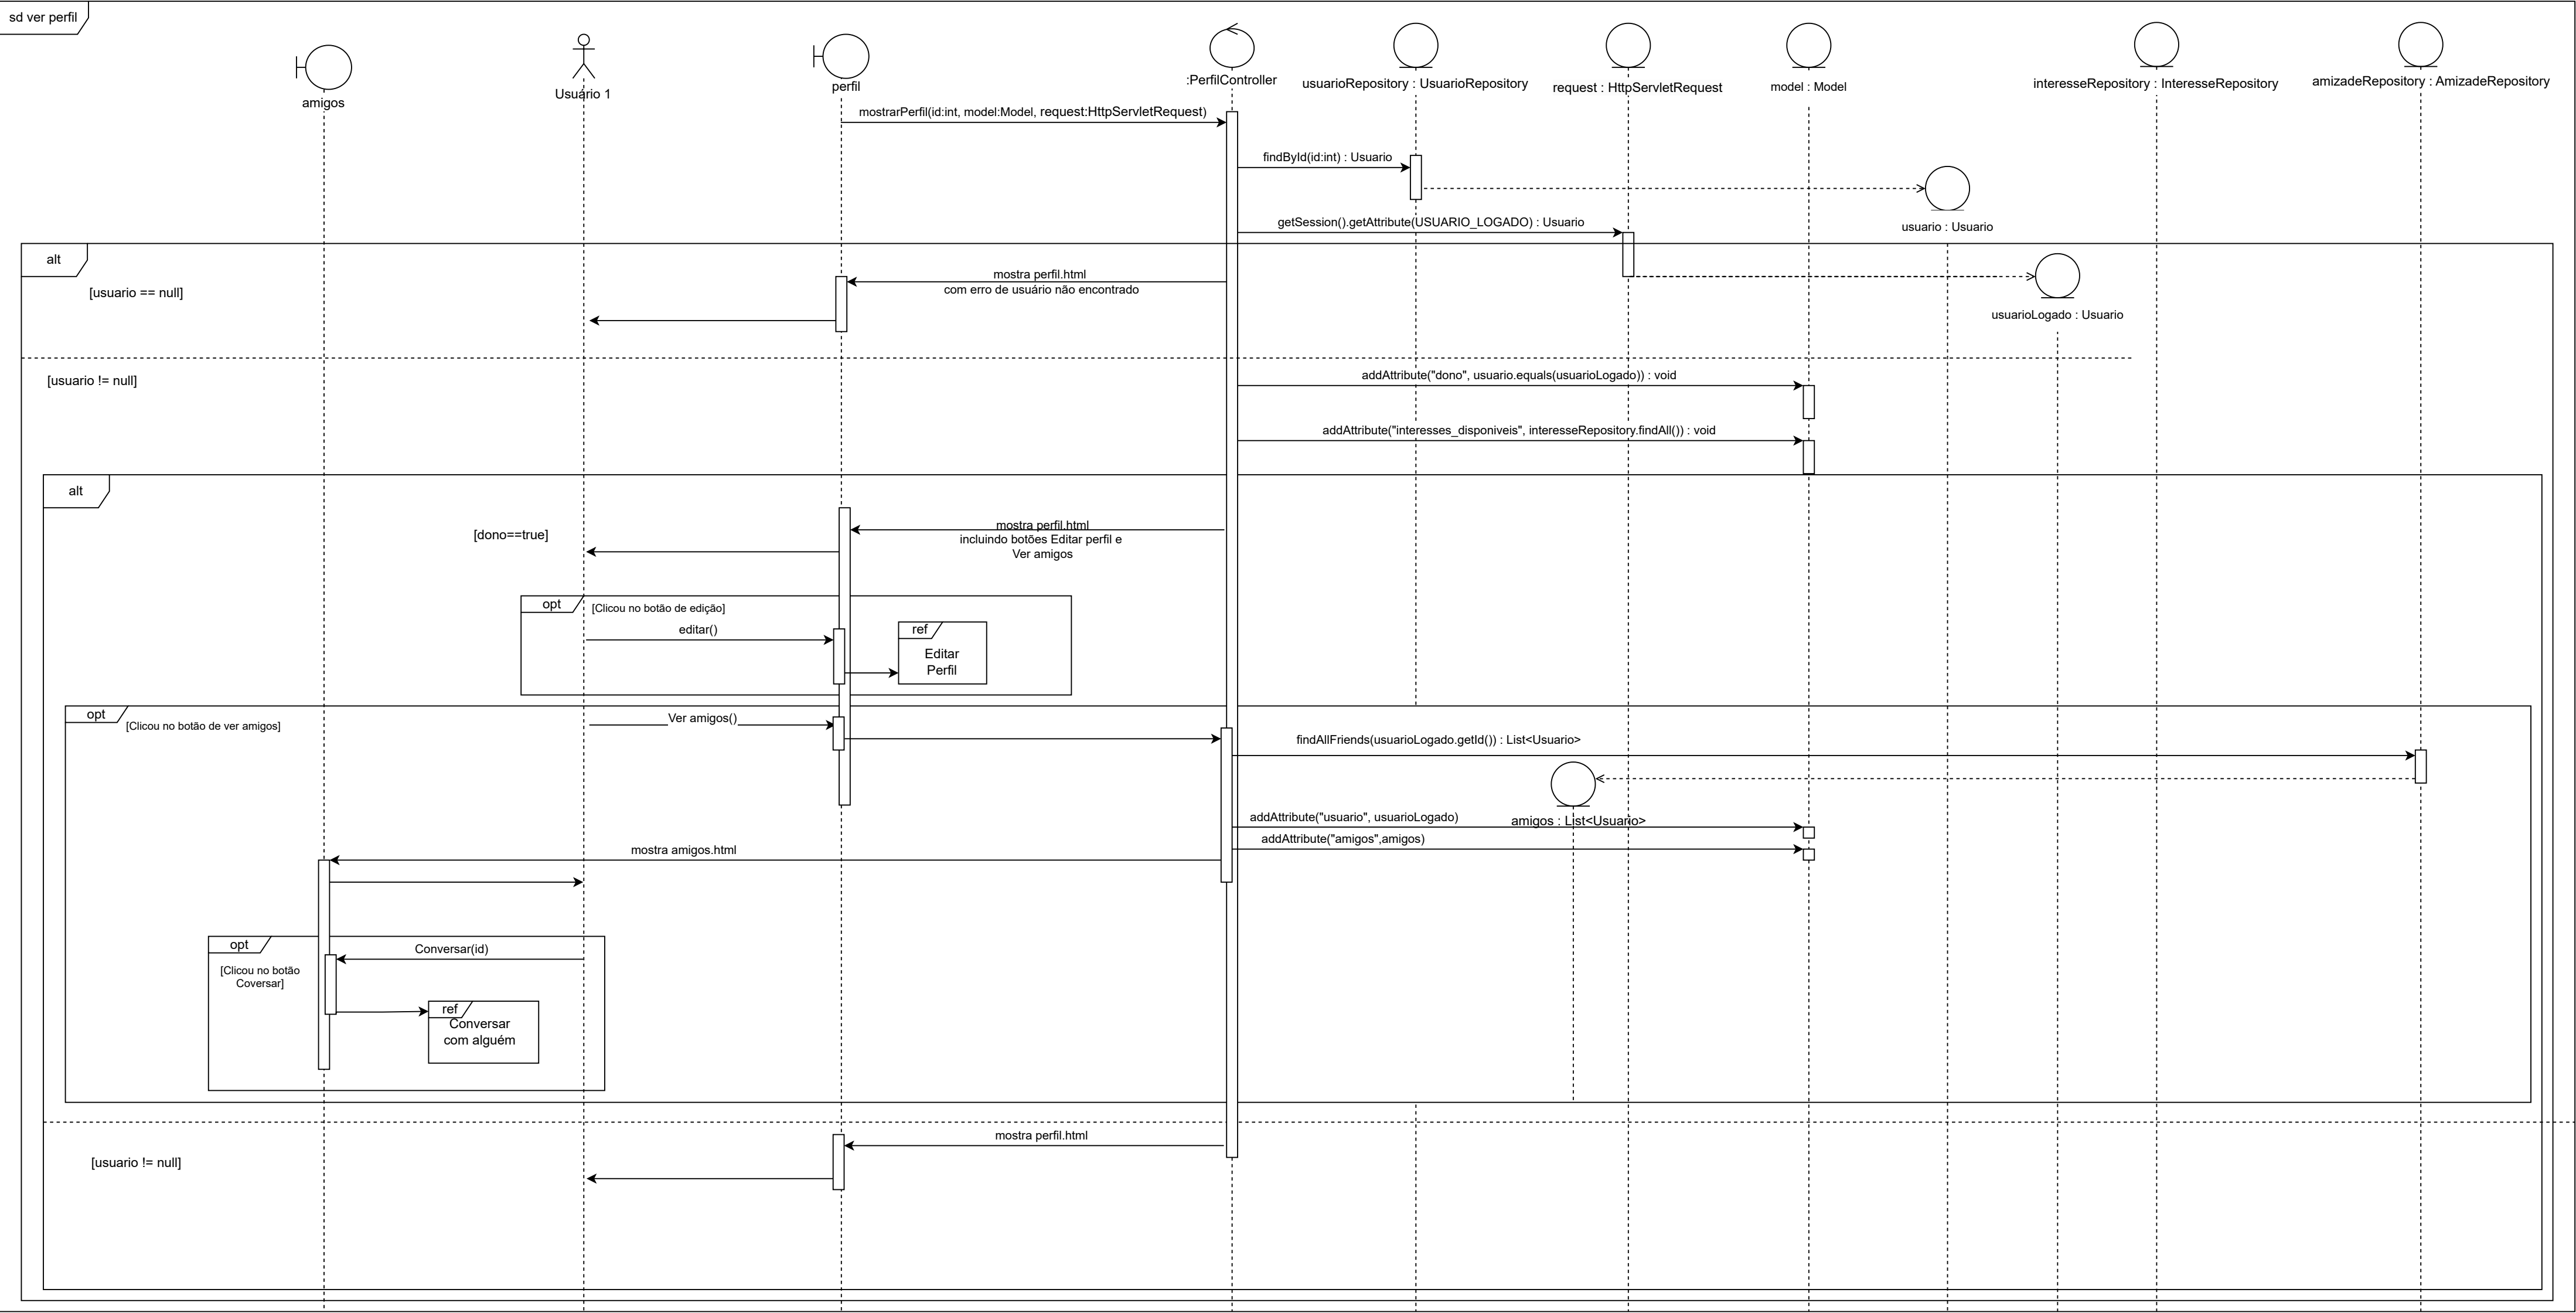 sd ver perfil
amigos
Usuário 1
perfil
:PerfilController
usuarioRepository : UsuarioRepository
request : HttpServletRequest
model : Model
interesseRepository : InteresseRepository
amizadeRepository : AmizadeRepository
mostrarPerfil(id:int, model:Model, request:HttpServletRequest)
findById(id:int) : Usuario
usuario : Usuario
getSession().getAttribute(USUARIO_LOGADO) : Usuario
alt
[usuario == null]
mostra perfil.html
com erro de usuário não encontrado
usuarioLogado : Usuario
[usuario != null]
addAttribute("dono", usuario.equals(usuarioLogado)) : void
addAttribute("interesses_disponiveis", interesseRepository.findAll()) : void
alt
[dono==true]
mostra perfil.html
incluindo botões Editar perfil e
Ver amigos
opt
[Clicou no botão de edição]
editar()
ref
Editar
Perfil
opt
[Clicou no botão de ver amigos]
Ver amigos()
findAllFriends(usuarioLogado.getId()) : List<Usuario>
amigos : List<Usuario>
addAttribute("usuario", usuarioLogado)
addAttribute("amigos",amigos)
mostra amigos.html
opt
[Clicou no botão
Coversar]
Conversar(id)
ref
Conversar
com alguém
mostra perfil.html
[usuario != null]